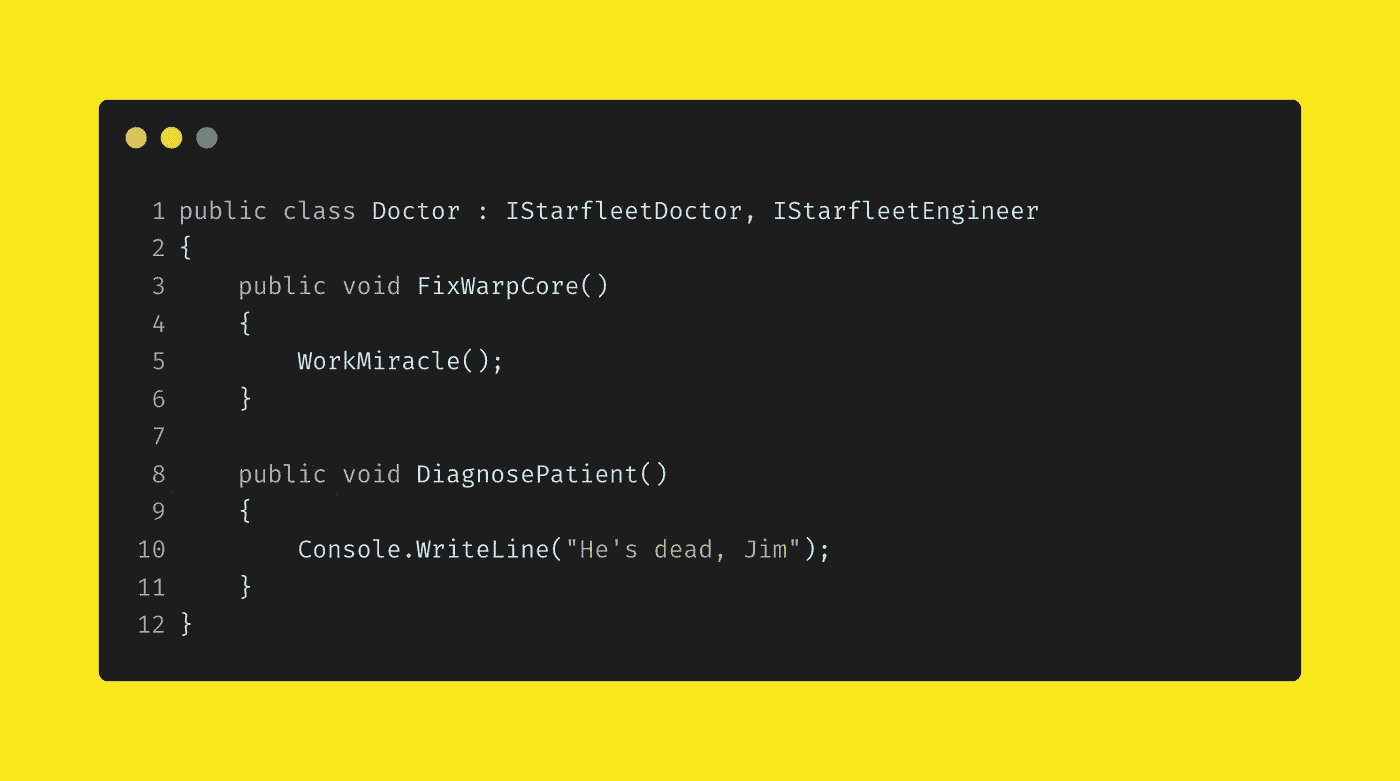 1 public class Doctor : IStarfleetDoctor, IStarfleetEngineer
2 {
3     public void FixWarpCore()
4     {
5         WorkMiracle();
6     }
7
8     public void DiagnosePatient()
9     {
10         Console.WriteLine("He's dead, Jim");
11     }
12 }